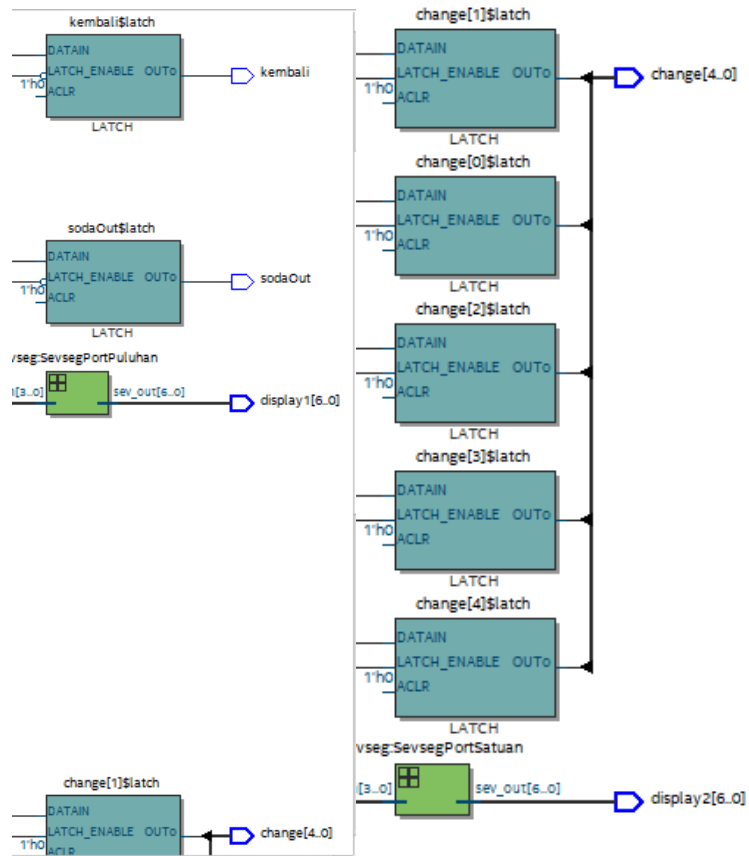 kembali$latch
DATAIN
LATCH_ENABLE OUT0
1'h0
ACLR
LATCH
kembali
sodaOut$latch
DATAIN
LATCH_ENABLE OUT0
1'h0
ACLR
LATCH
sodaOut
vseg:SevsegPortPuluhan
[3..0]
sev_out[6..0]
display1[6..0]
change[1]$latch
DATAIN
LATCH_ENABLE OUT0
1'h0
ACLR
change[4..0]
change[1]$latch
DATAIN
LATCH_ENABLE OUT0
1'h0
ACLR
LATCH
change[4..0]
change[0]$latch
DATAIN
LATCH_ENABLE OUT0
1'h0
ACLR
LATCH
change[2]$latch
DATAIN
LATCH_ENABLE OUT0
1'h0
ACLR
LATCH
change[3]$latch
DATAIN
LATCH_ENABLE OUT0
1'h0
ACLR
LATCH
change[4]$latch
DATAIN
LATCH_ENABLE OUT0
1'h0
ACLR
LATCH
vseg:SevsegPortSatuan
[3..0]
sev_out[6..0]
display2[6..0]